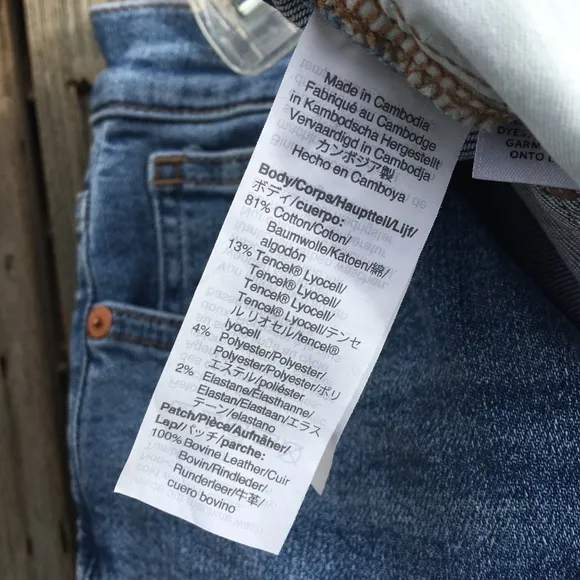 Made in Cambodia
Fabriqué au Cambodge
in Kambodscha Hergestellt
Vervaardigd in Cambodja
カンボジア製
Hecho en Camboya
Body/Corps/Hauptteil/Lijf/
ボディ/cuerpo:
81% Cotton/Coton/
Baumwolle/Katoen/綿/
algodón
13% Tencel® Lyocell/
Tencel® Lyocell/
Tencel® Lyocell/
Tencel® Lyocell/テンセ
ル リオセル/tencel®
lyocell
4% Polyester/Polyester/
Polyester/Polyester/ポリ
エステル/poliéster
2% Elastane/Élasthanne/
Elastan/Elastaan/エラス
テーン/elastano
Patch/Pièce/Aufnäher/
Lap/パッチ/parche:
100% Bovine Leather/Cuir
Bovin/Rindleder/
Runderleer/牛革/
cuero bovino
DYES
GARM
ONTO L